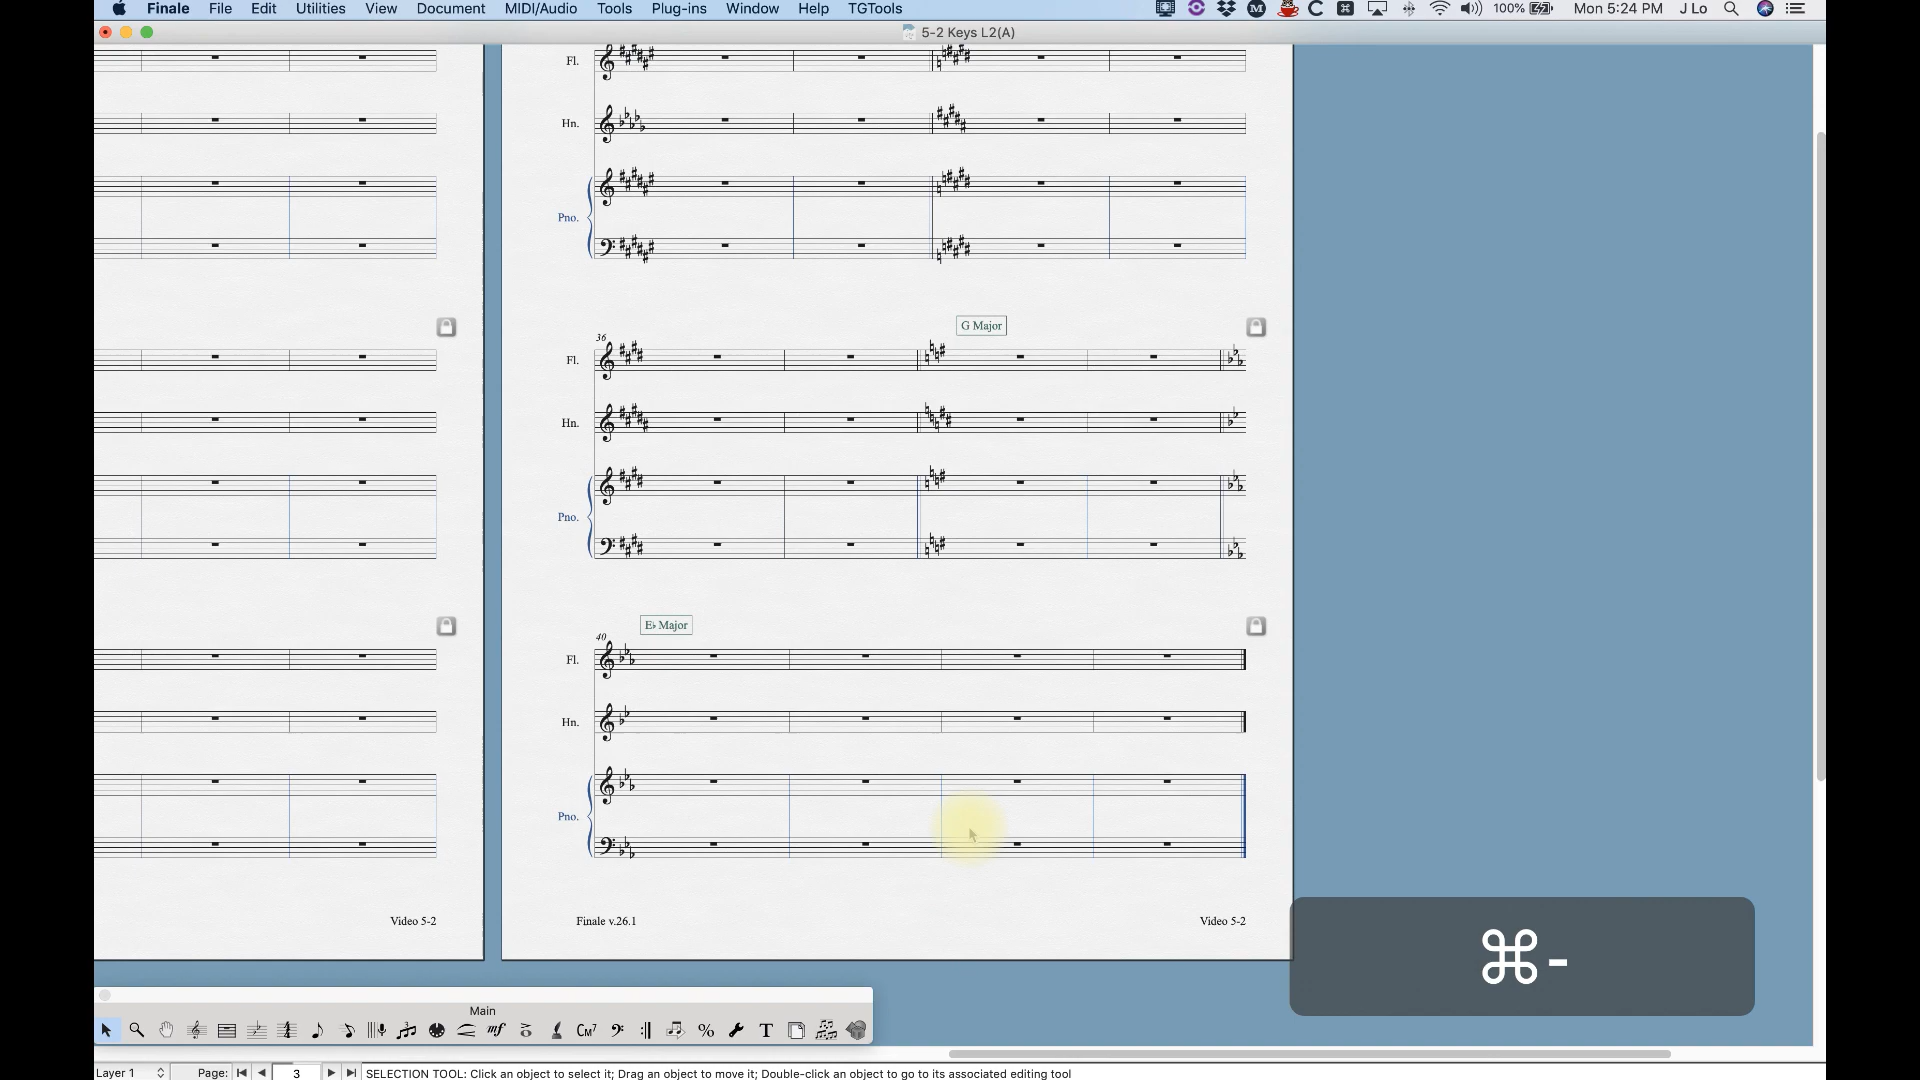 Finale File Edit Utilities View Document MIDI/Audio Tools Plug-ins Window Help TGTools 100% Mon 5:24 PM J Lo
5-2 Keys L2(A)
Fl.
Hn.
Pno.
G Major
36
Fl.
Hn.
Pno.
E♭ Major
40
Fl.
Hn.
Pno.
Video 5-2
Finale v.26.1
Video 5-2
⌘-
Main
mf CM7 % T
Layer 1 Page: 3 SELECTION TOOL: Click an object to select it; Drag an object to move it; Double-click an object to go to its associated editing tool